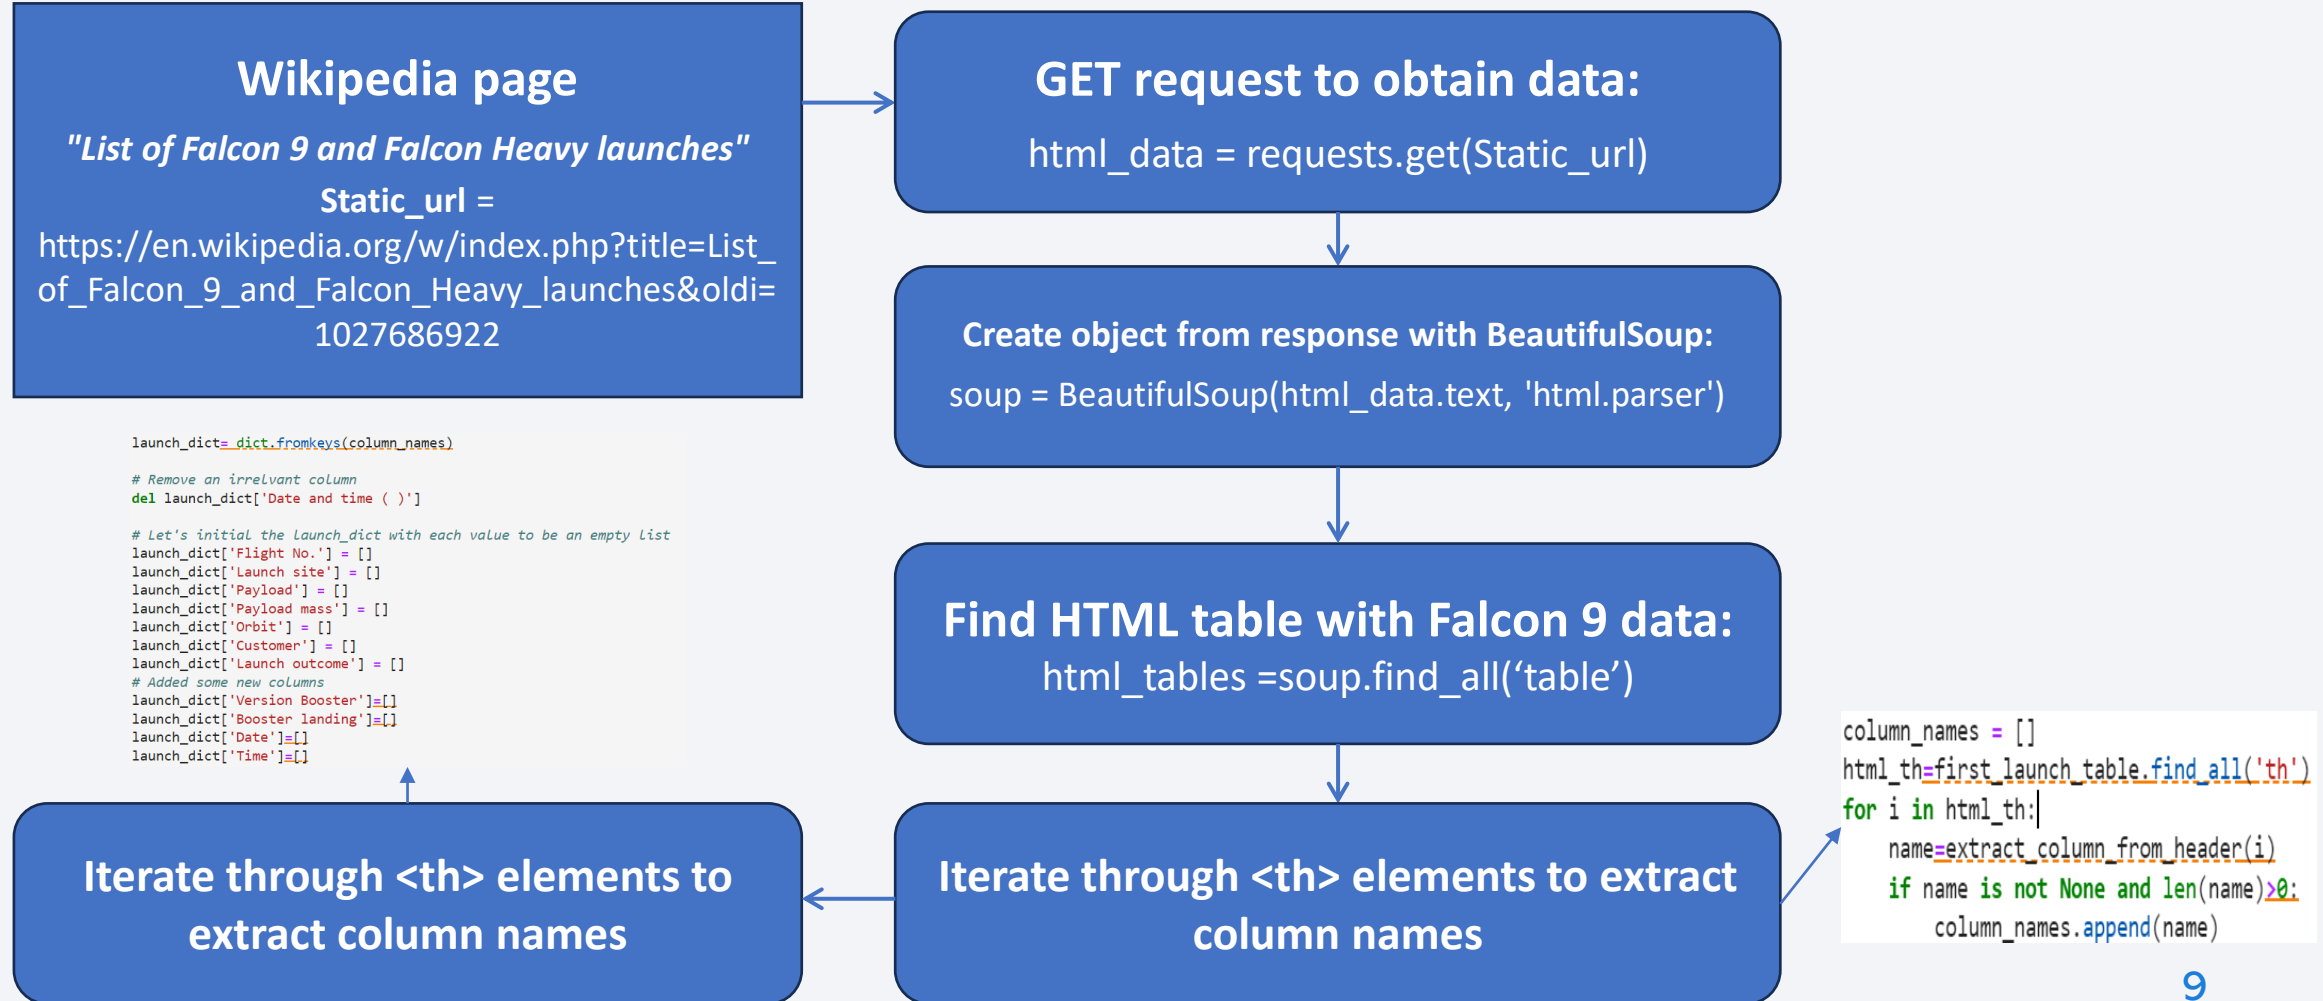 Wikipedia page
"List of Falcon 9 and Falcon Heavy launches"
Static_url =
https://en.wikipedia.org/w/index.php?title=List_
of_Falcon_9_and_Falcon_Heavy_launches&oldi=
1027686922
GET request to obtain data:
html_data = requests.get(Static_url)
Create object from response with BeautifulSoup:
soup = BeautifulSoup(html_data.text, 'html.parser')
Find HTML table with Falcon 9 data:
html_tables =soup.find_all(‘table’)
Iterate through <th> elements to extract
column names
column_names = []
html_th=first_launch_table.find_all('th')
for i in html_th:
    name=extract_column_from_header(i)
    if name is not None and len(name)>0:
        column_names.append(name)
Iterate through <th> elements to
extract column names
launch_dict= dict.fromkeys(column_names)
# Remove an irrelvant column
del launch_dict['Date and time ( )']
# Let's initial the launch_dict with each value to be an empty list
launch_dict['Flight No.'] = []
launch_dict['Launch site'] = []
launch_dict['Payload'] = []
launch_dict['Payload mass'] = []
launch_dict['Orbit'] = []
launch_dict['Customer'] = []
launch_dict['Launch outcome'] = []
# Added some new columns
launch_dict['Version Booster']=[]
launch_dict['Booster landing']=[]
launch_dict['Date']=[]
launch_dict['Time']=[]
9